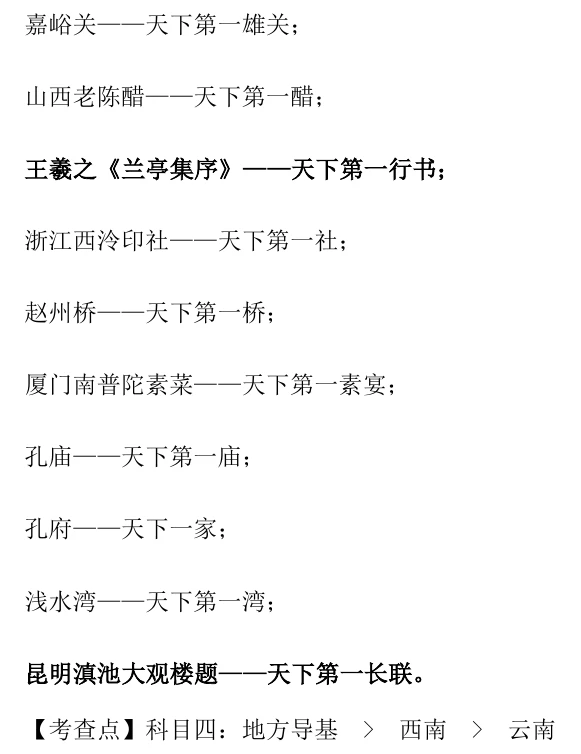 嘉峪关——天下第一雄关；
山西老陈醋——天下第一醋；
王羲之《兰亭集序》——天下第一行书；
浙江西泠印社——天下第一社；
赵州桥——天下第一桥；
厦门南普陀素菜——天下第一素宴；
孔庙——天下第一庙；
孔府——天下一家；
浅水湾——天下第一湾；
昆明滇池大观楼题——天下第一长联。
【考查点】科目四：地方导基 > 西南 > 云南